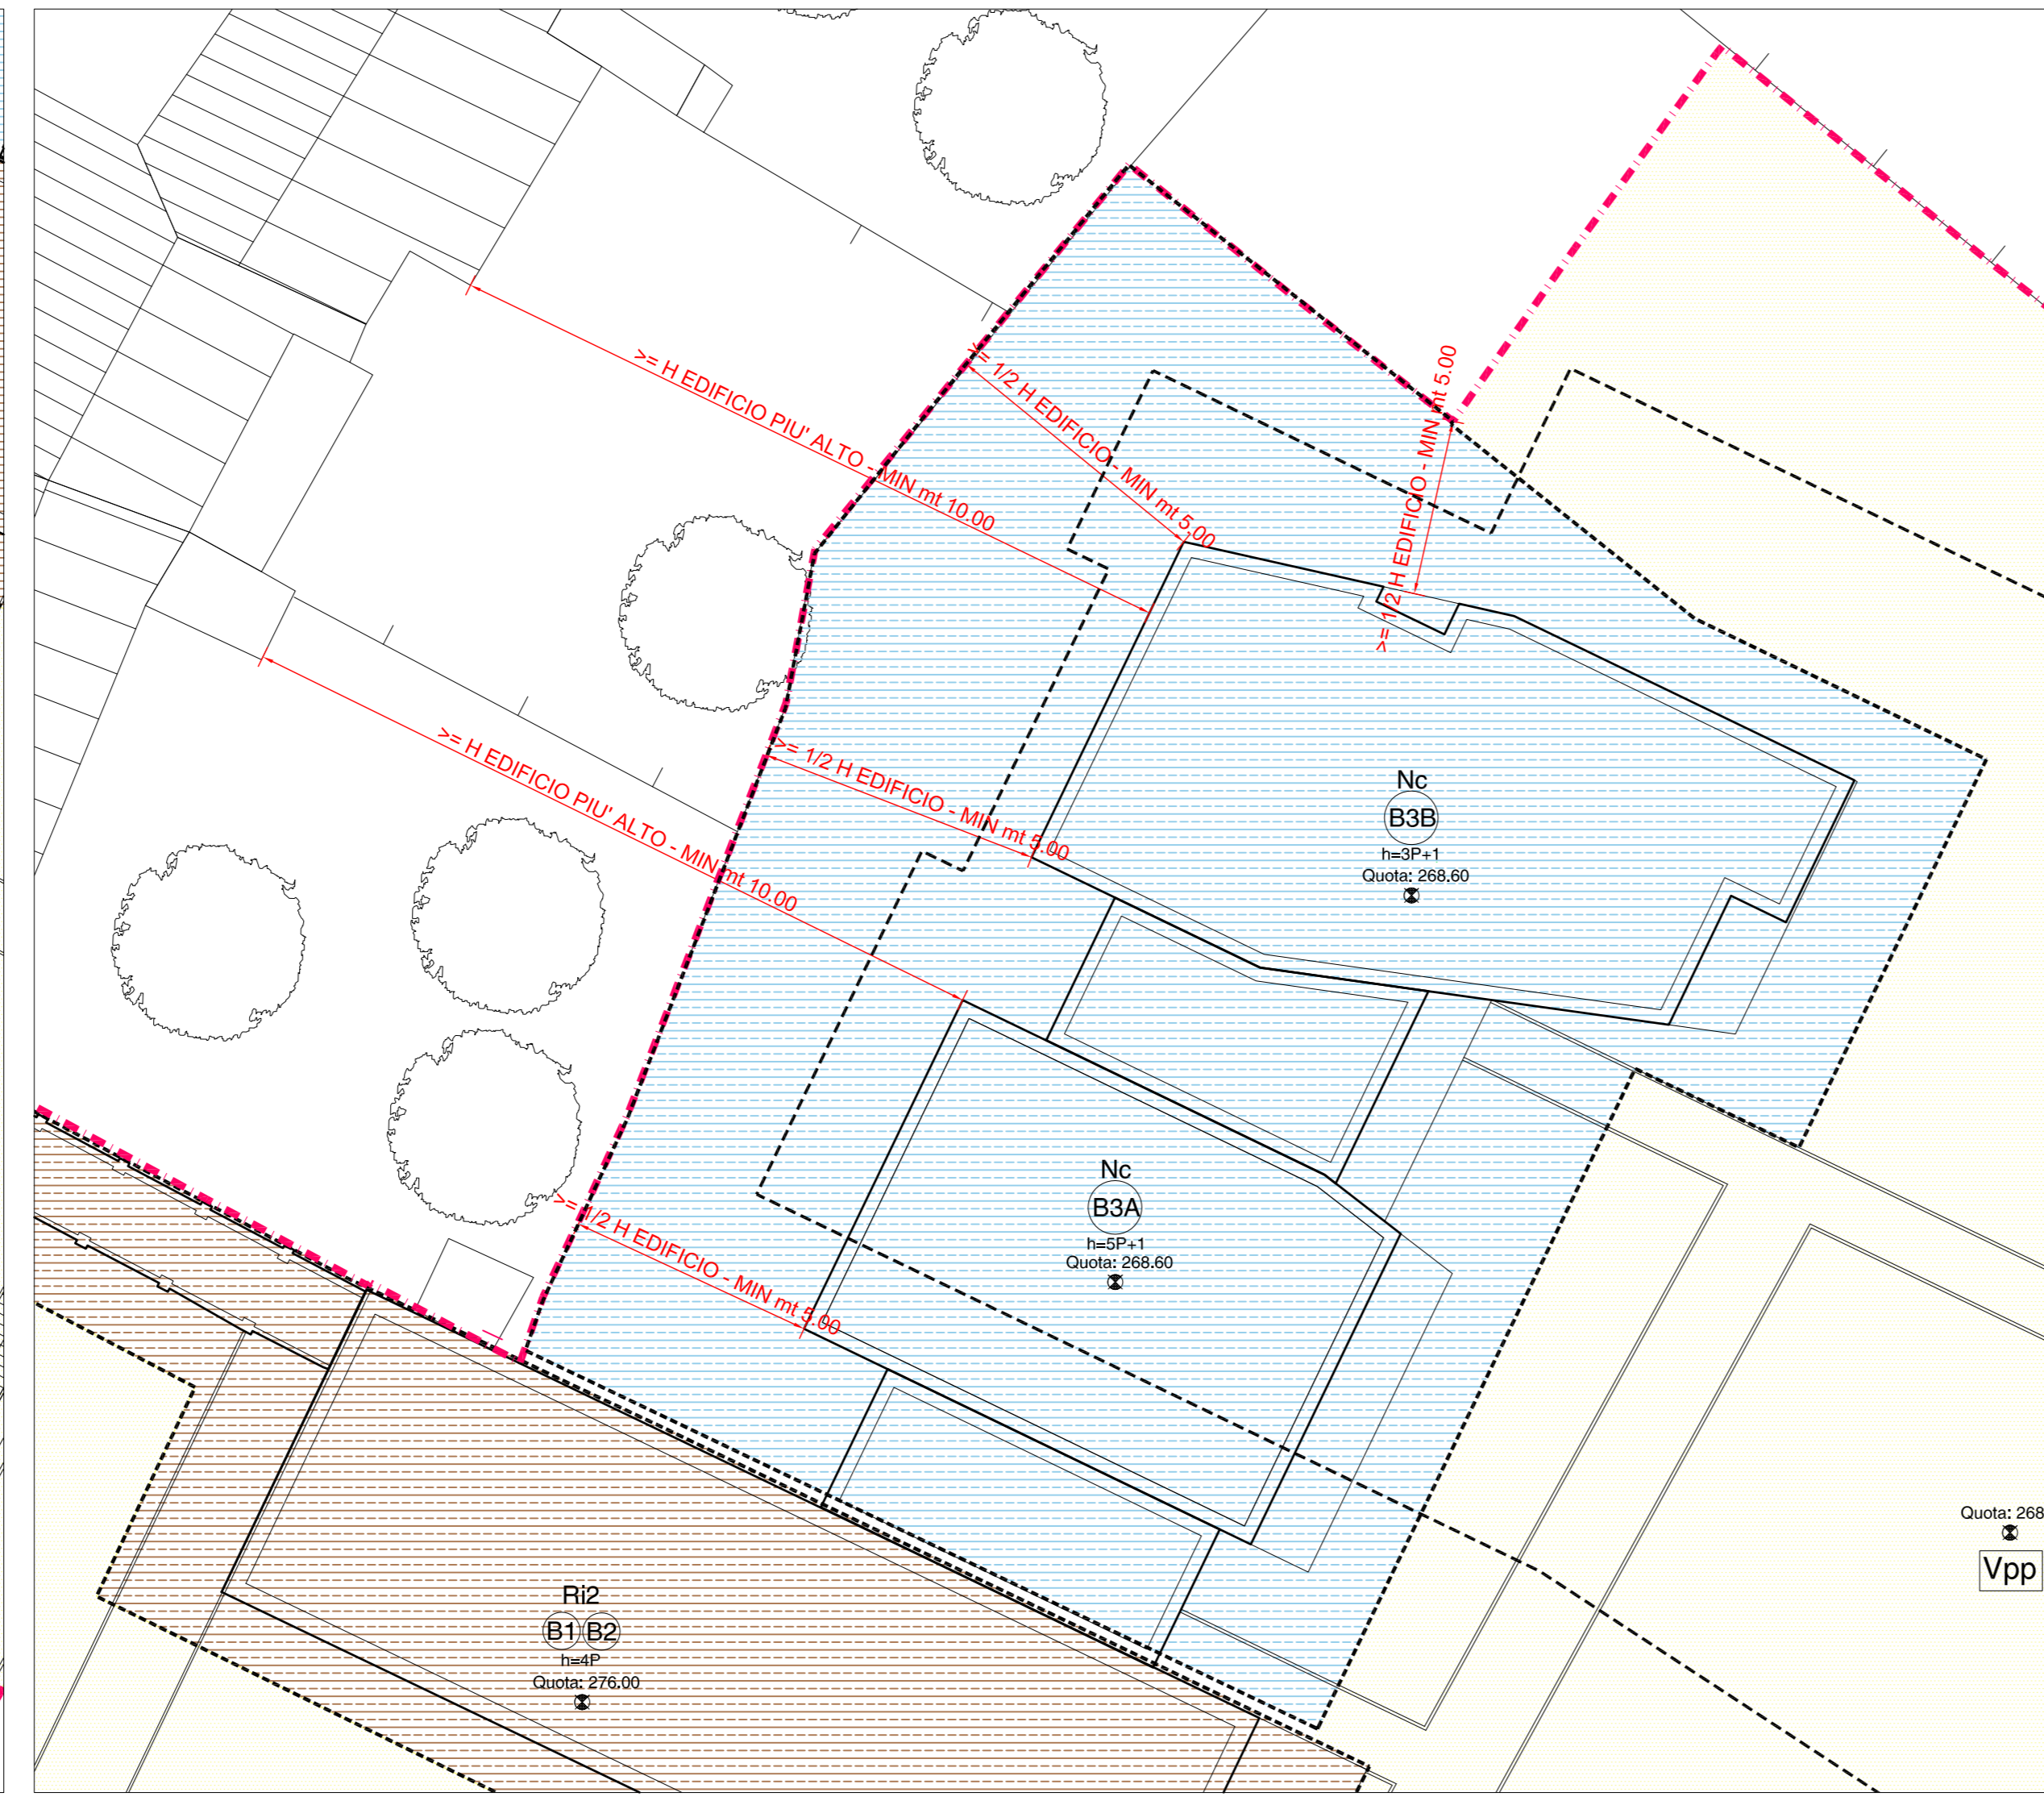 >= H EDIFICIO PIU' ALTO - MIN mt 10.00
>= 1/2 H EDIFICIO - MIN mt 5.00
>= 1/2 H EDIFICIO - MIN mt 5.00
>= H EDIFICIO PIU' ALTO - MIN mt 10.00
>= 1/2 H EDIFICIO - MIN mt 5.00
Nc
B3B
h=3P+1
Quota: 268.60
Nc
B3A
h=5P+1
Quota: 268.60
>= 1/2 H EDIFICIO - MIN mt 5.00
Quota: 268
Vpp
Ri2
B1 B2
h=4P
Quota: 276.00